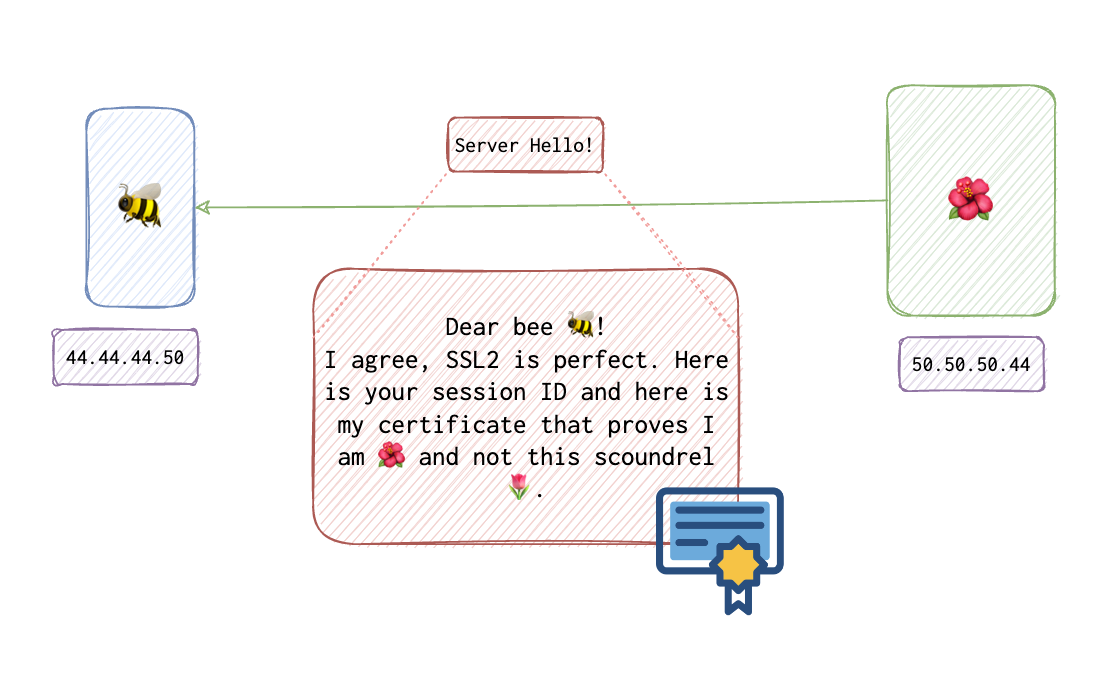 Server Hello!
44.44.44.50
50.50.50.44
Dear bee 🐝!
I agree, SSL2 is perfect. Here
is your session ID and here is
my certificate that proves I
am 🌺 and not this scoundrel
🌷.